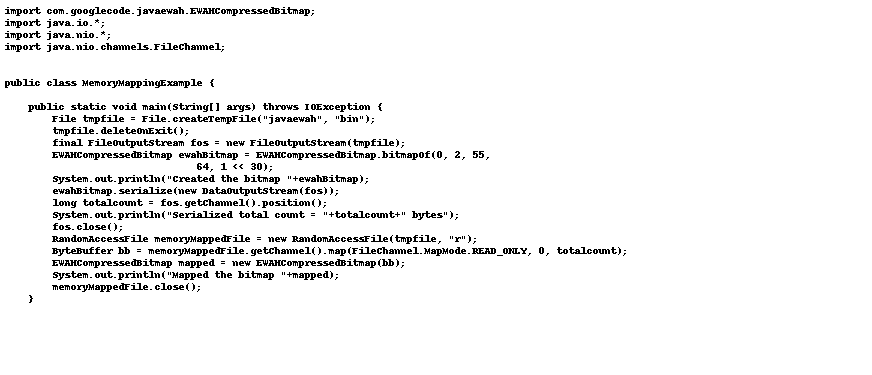 import com.googlecode.javaewah.EWAHCompressedBitmap;
import java.io.*;
import java.nio.*;
import java.nio.channels.FileChannel;
public class MemoryMappingExample {
public static void main(String[] args) throws IOException {
File tmpfile = File.createTempFile("javaewah", "bin");
tmpfile.deleteOnExit();
final FileOutputStream fos = new FileOutputStream(tmpfile);
EWAHCompressedBitmap ewahBitmap = EWAHCompressedBitmap.bitmapOf(0, 2, 55,
64, 1 << 30);
System.out.println("Created the bitmap "+ewahBitmap);
ewahBitmap.serialize(new DataOutputStream(fos));
long totalcount = fos.getChannel().position();
System.out.println("Serialized total count = "+totalcount+" bytes");
fos.close();
RandomAccessFile memoryMappedFile = new RandomAccessFile(tmpfile, "r");
ByteBuffer bb = memoryMappedFile.getChannel().map(FileChannel.MapMode.READ_ONLY, 0, totalcount);
EWAHCompressedBitmap mapped = new EWAHCompressedBitmap(bb);
System.out.println("Mapped the bitmap "+mapped);
memoryMappedFile.close();
}